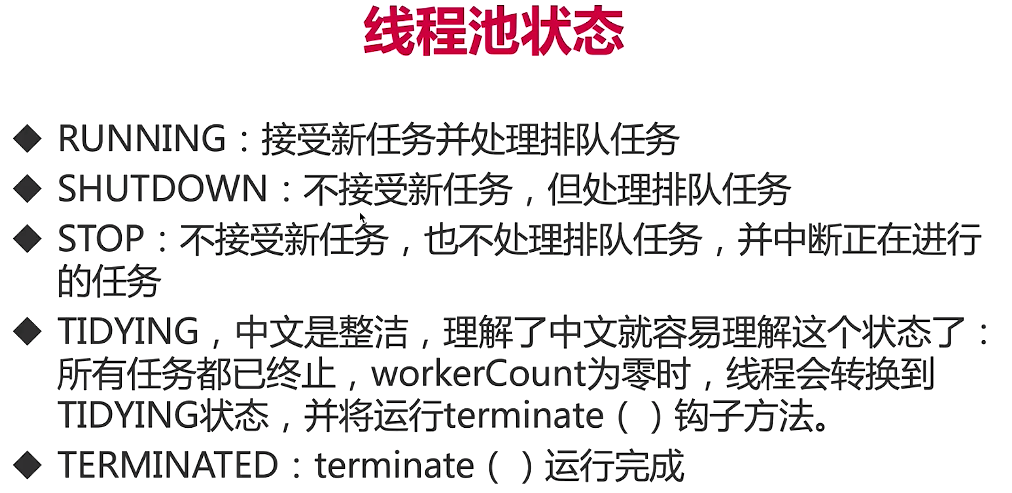 线程池状态
◆ RUNNING：接受新任务并处理排队任务
◆ SHUTDOWN：不接受新任务，但处理排队任务
◆ STOP：不接受新任务，也不处理排队任务，并中断正在进行
的任务
◆ TIDYING，中文是整洁，理解了中文就容易理解这个状态了：
所有任务都已终止，workerCount为零时，线程会转换到
TIDYING状态，并将运行terminate（）钩子方法。
◆ TERMINATED：terminate（）运行完成